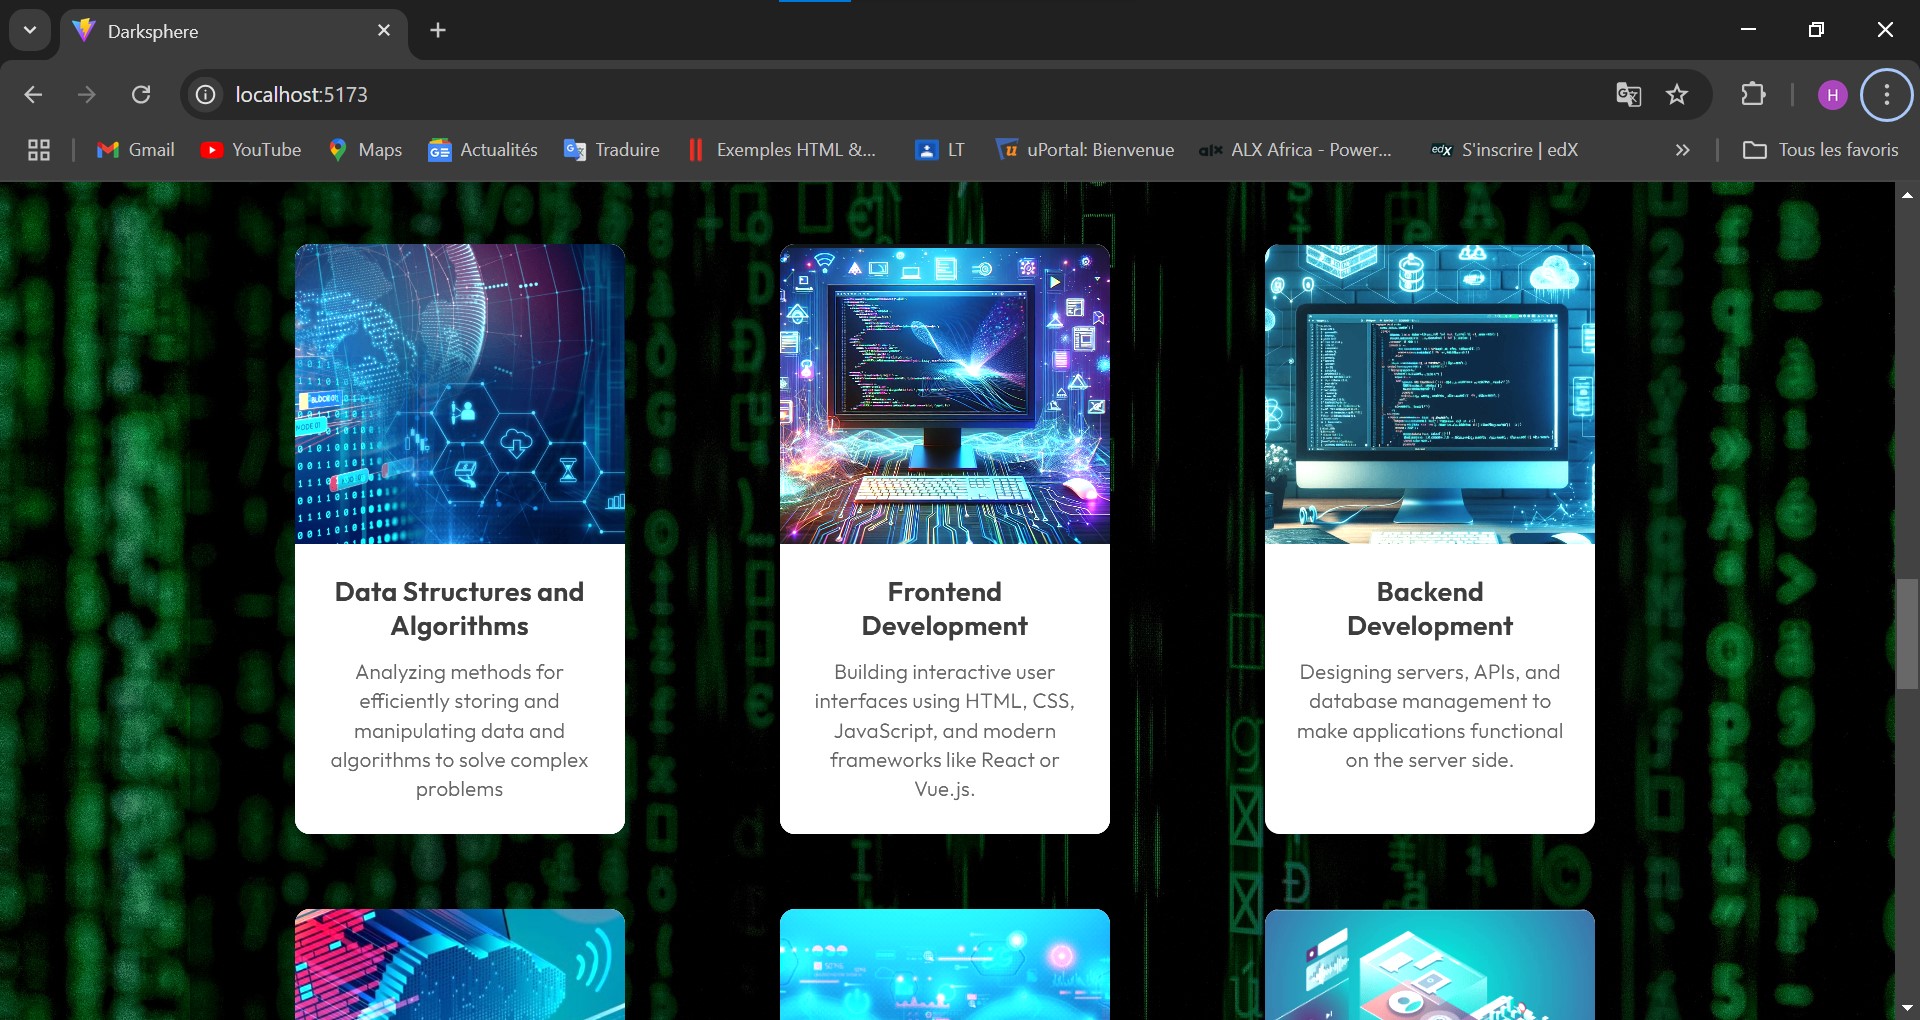 Darksphere
localhost:5173
Gmail
YouTube
Maps
Actualités
Traduire
Exemples HTML &...
LT
uPortal: Bienvenue
ALX Africa - Power...
S'inscrire | edX
Tous les favoris
H
Data Structures and
Algorithms
Analyzing methods for
efficiently storing and
manipulating data and
algorithms to solve complex
problems
Frontend
Development
Building interactive user
interfaces using HTML, CSS,
JavaScript, and modern
frameworks like React or
Vue.js.
Backend
Development
Designing servers, APIs, and
database management to
make applications functional
on the server side.